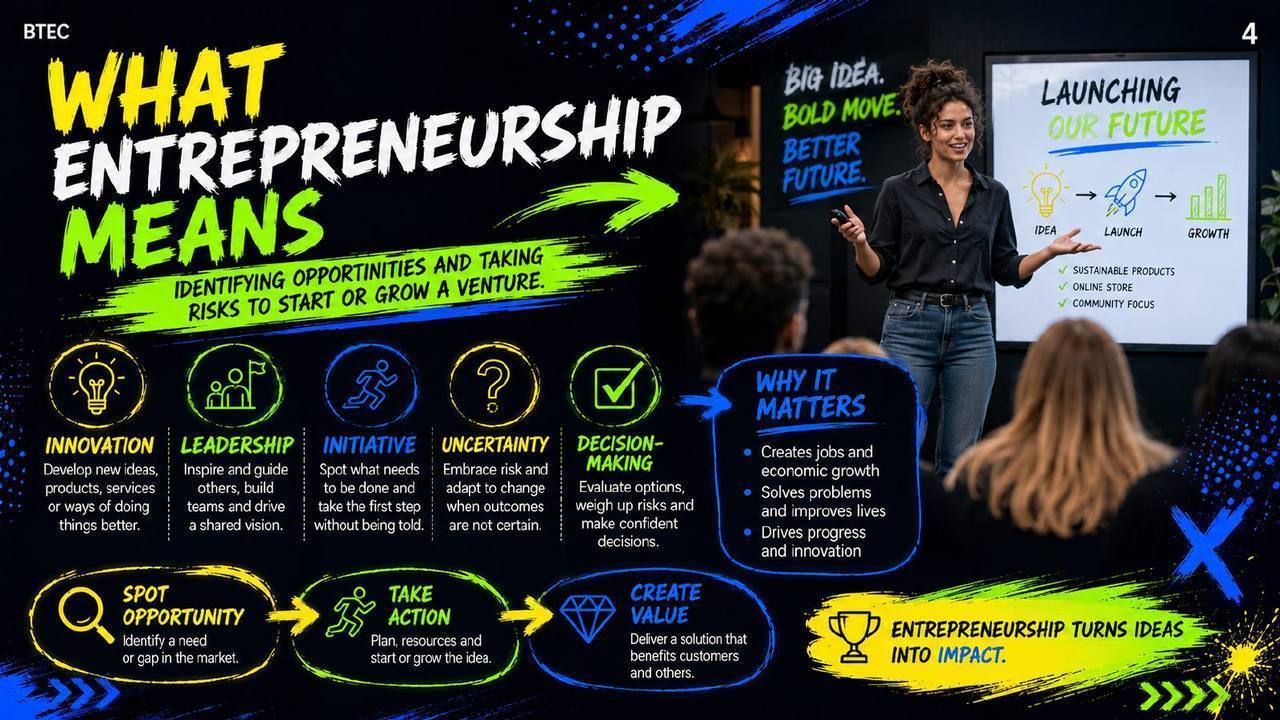 BTEC
4
WHAT
ENTREPRENEURSHIP
MEANS
IDENTIFYING OPPORTINITIES AND TAKING
RISKS TO START OR GROW A VENTURE.
BIG IDEA.
BOLD MOVE.
BETTER
FUTURE.
LAUNCHING
OUR FUTURE
IDEA
LAUNCH
GROWTH
SUSTAINABLE PRODUCTS
ONLINE STORE
COMMUNITY FOCUS
INNOVATION
Develop new ideas,
products, services
or ways of doing
things better.
LEADERSHIP
Inspire and guide
others, build
teams and drive
a shared vision.
INITIATIVE
Spot what needs
to be done and
take the first step
without being told.
UNCERTAINTY
Embrace risk and
adapt to change
when outcomes
are not certain.
DECISION-
MAKING
Evaluate options,
weigh up risks and
make confident
decisions.
WHY IT
MATTERS
Creates jobs and
economic growth
Solves problems
and improves lives
Drives progress
and innovation
SPOT
OPPORTUNITY
Identify a need
or gap in the market.
TAKE
ACTION
Plan, resources and
start or grow the idea.
CREATE
VALUE
Deliver a solution that
benefits customers
and others.
ENTREPRENEURSHIP TURNS IDEAS
INTO IMPACT.